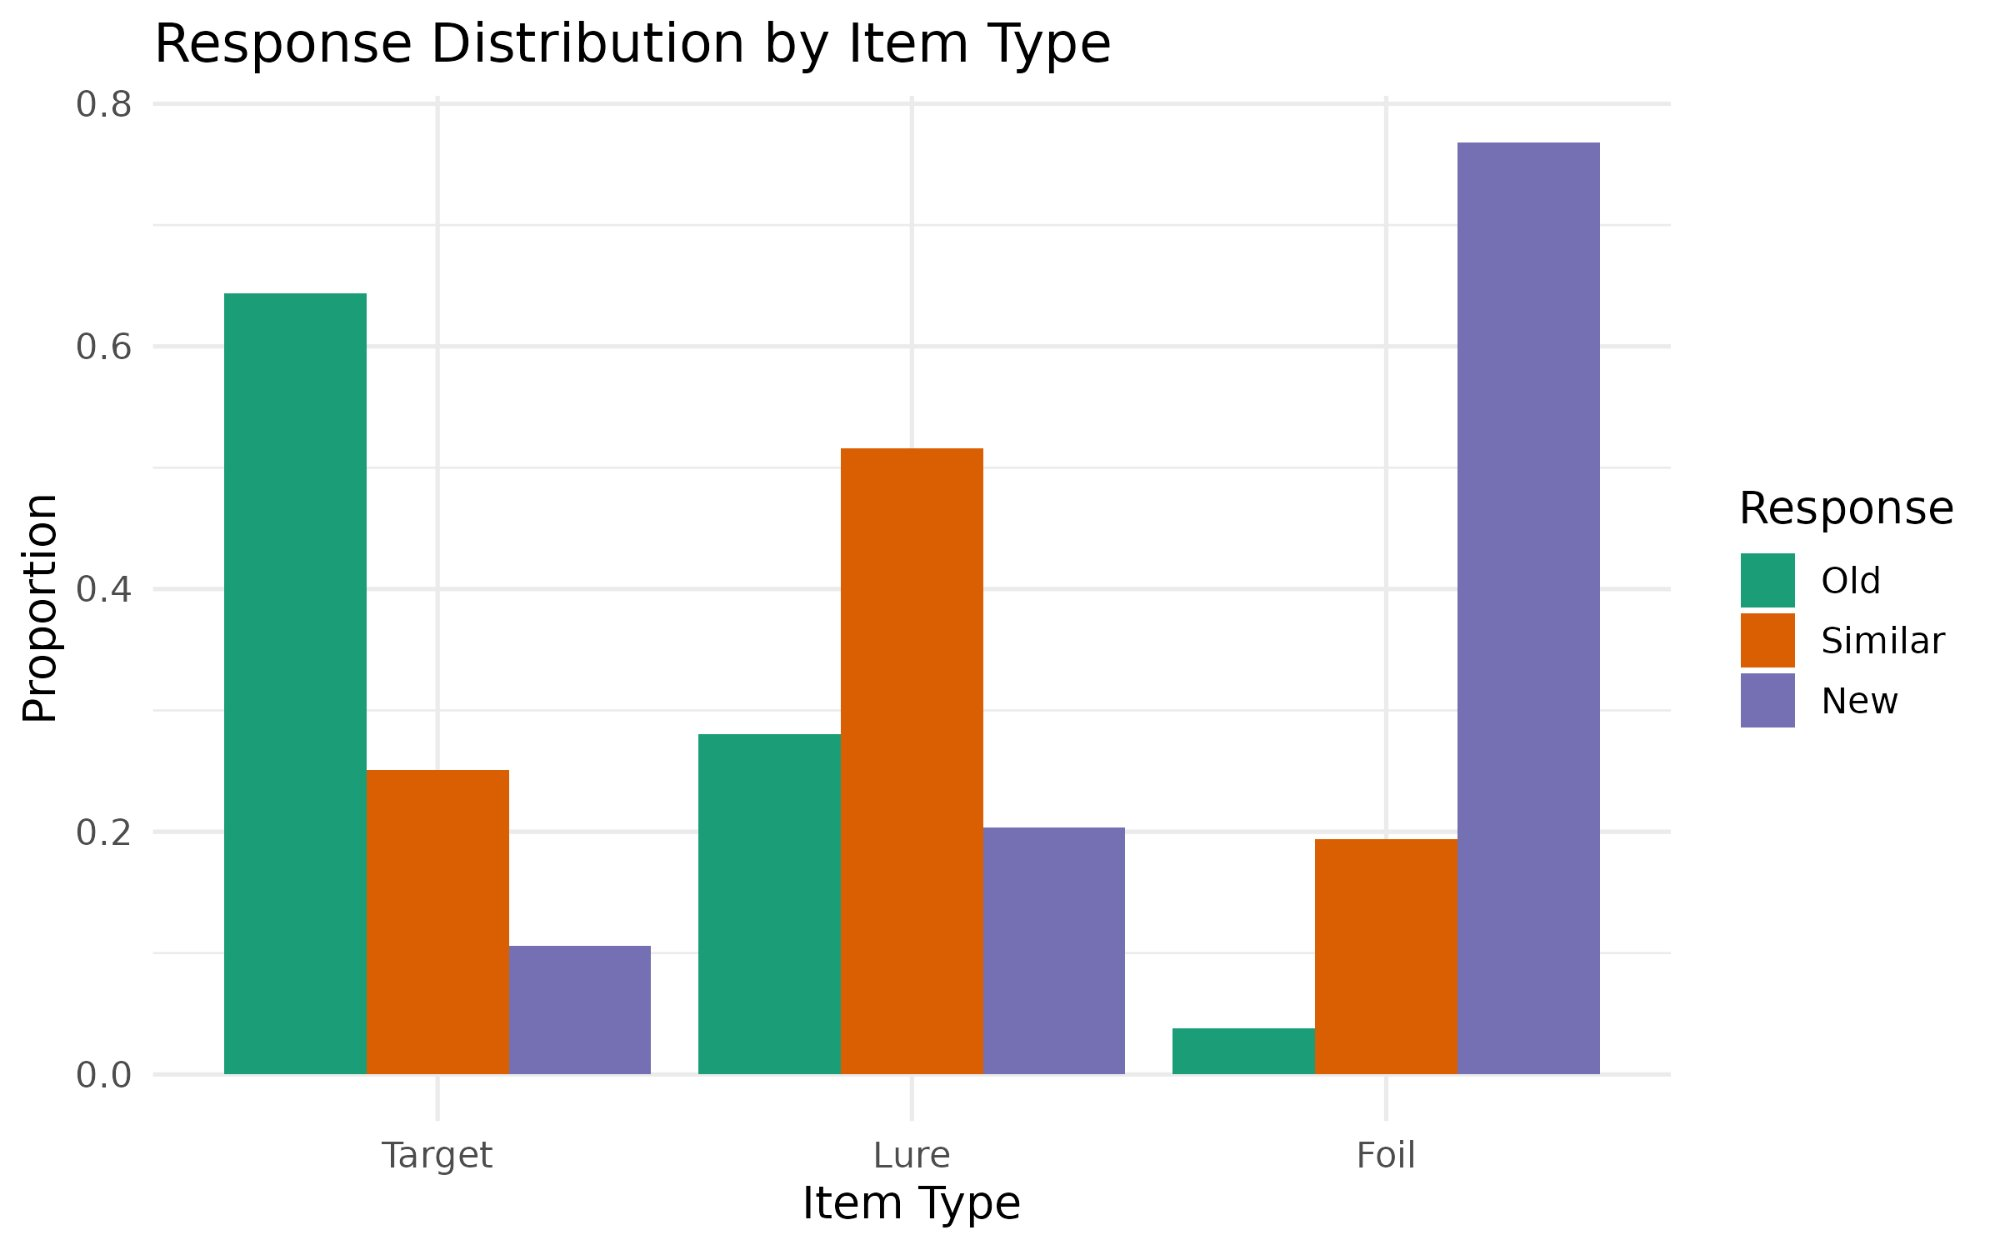 Response Distribution by Item Type
0.8
0.6
0.4
0.2
0.0
Proportion
Target
Lure
Foil
Item Type
Response
Old
Similar
New